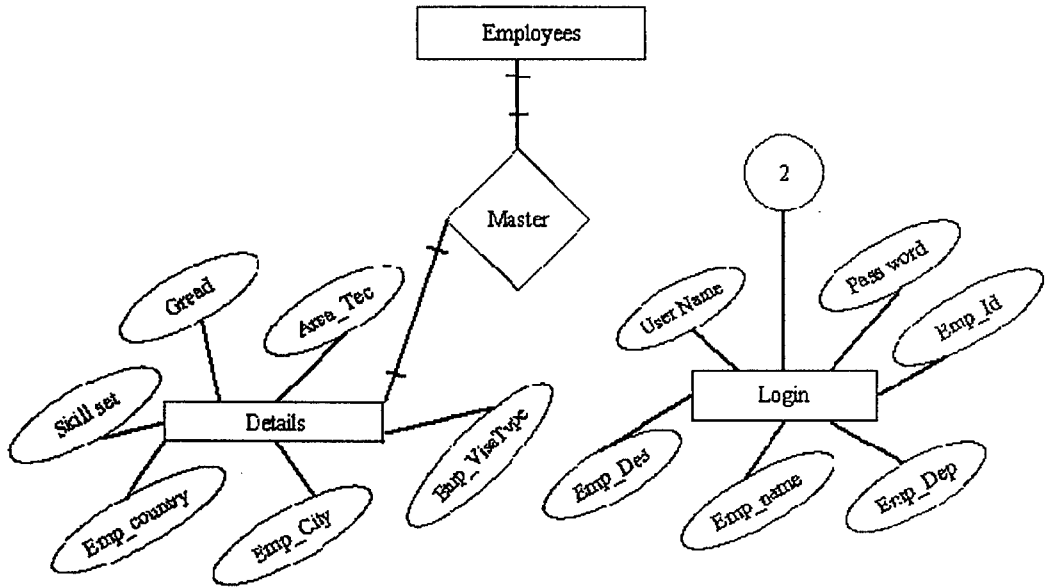 Employees
2
Master
Pass word
Gread
Area_Tec
User Name
Emp_Id
Skill set
Details
Login
Emp_VisaType
Emp_Des
Emp_country
Emp_City
Emp_name
Emp_Dep